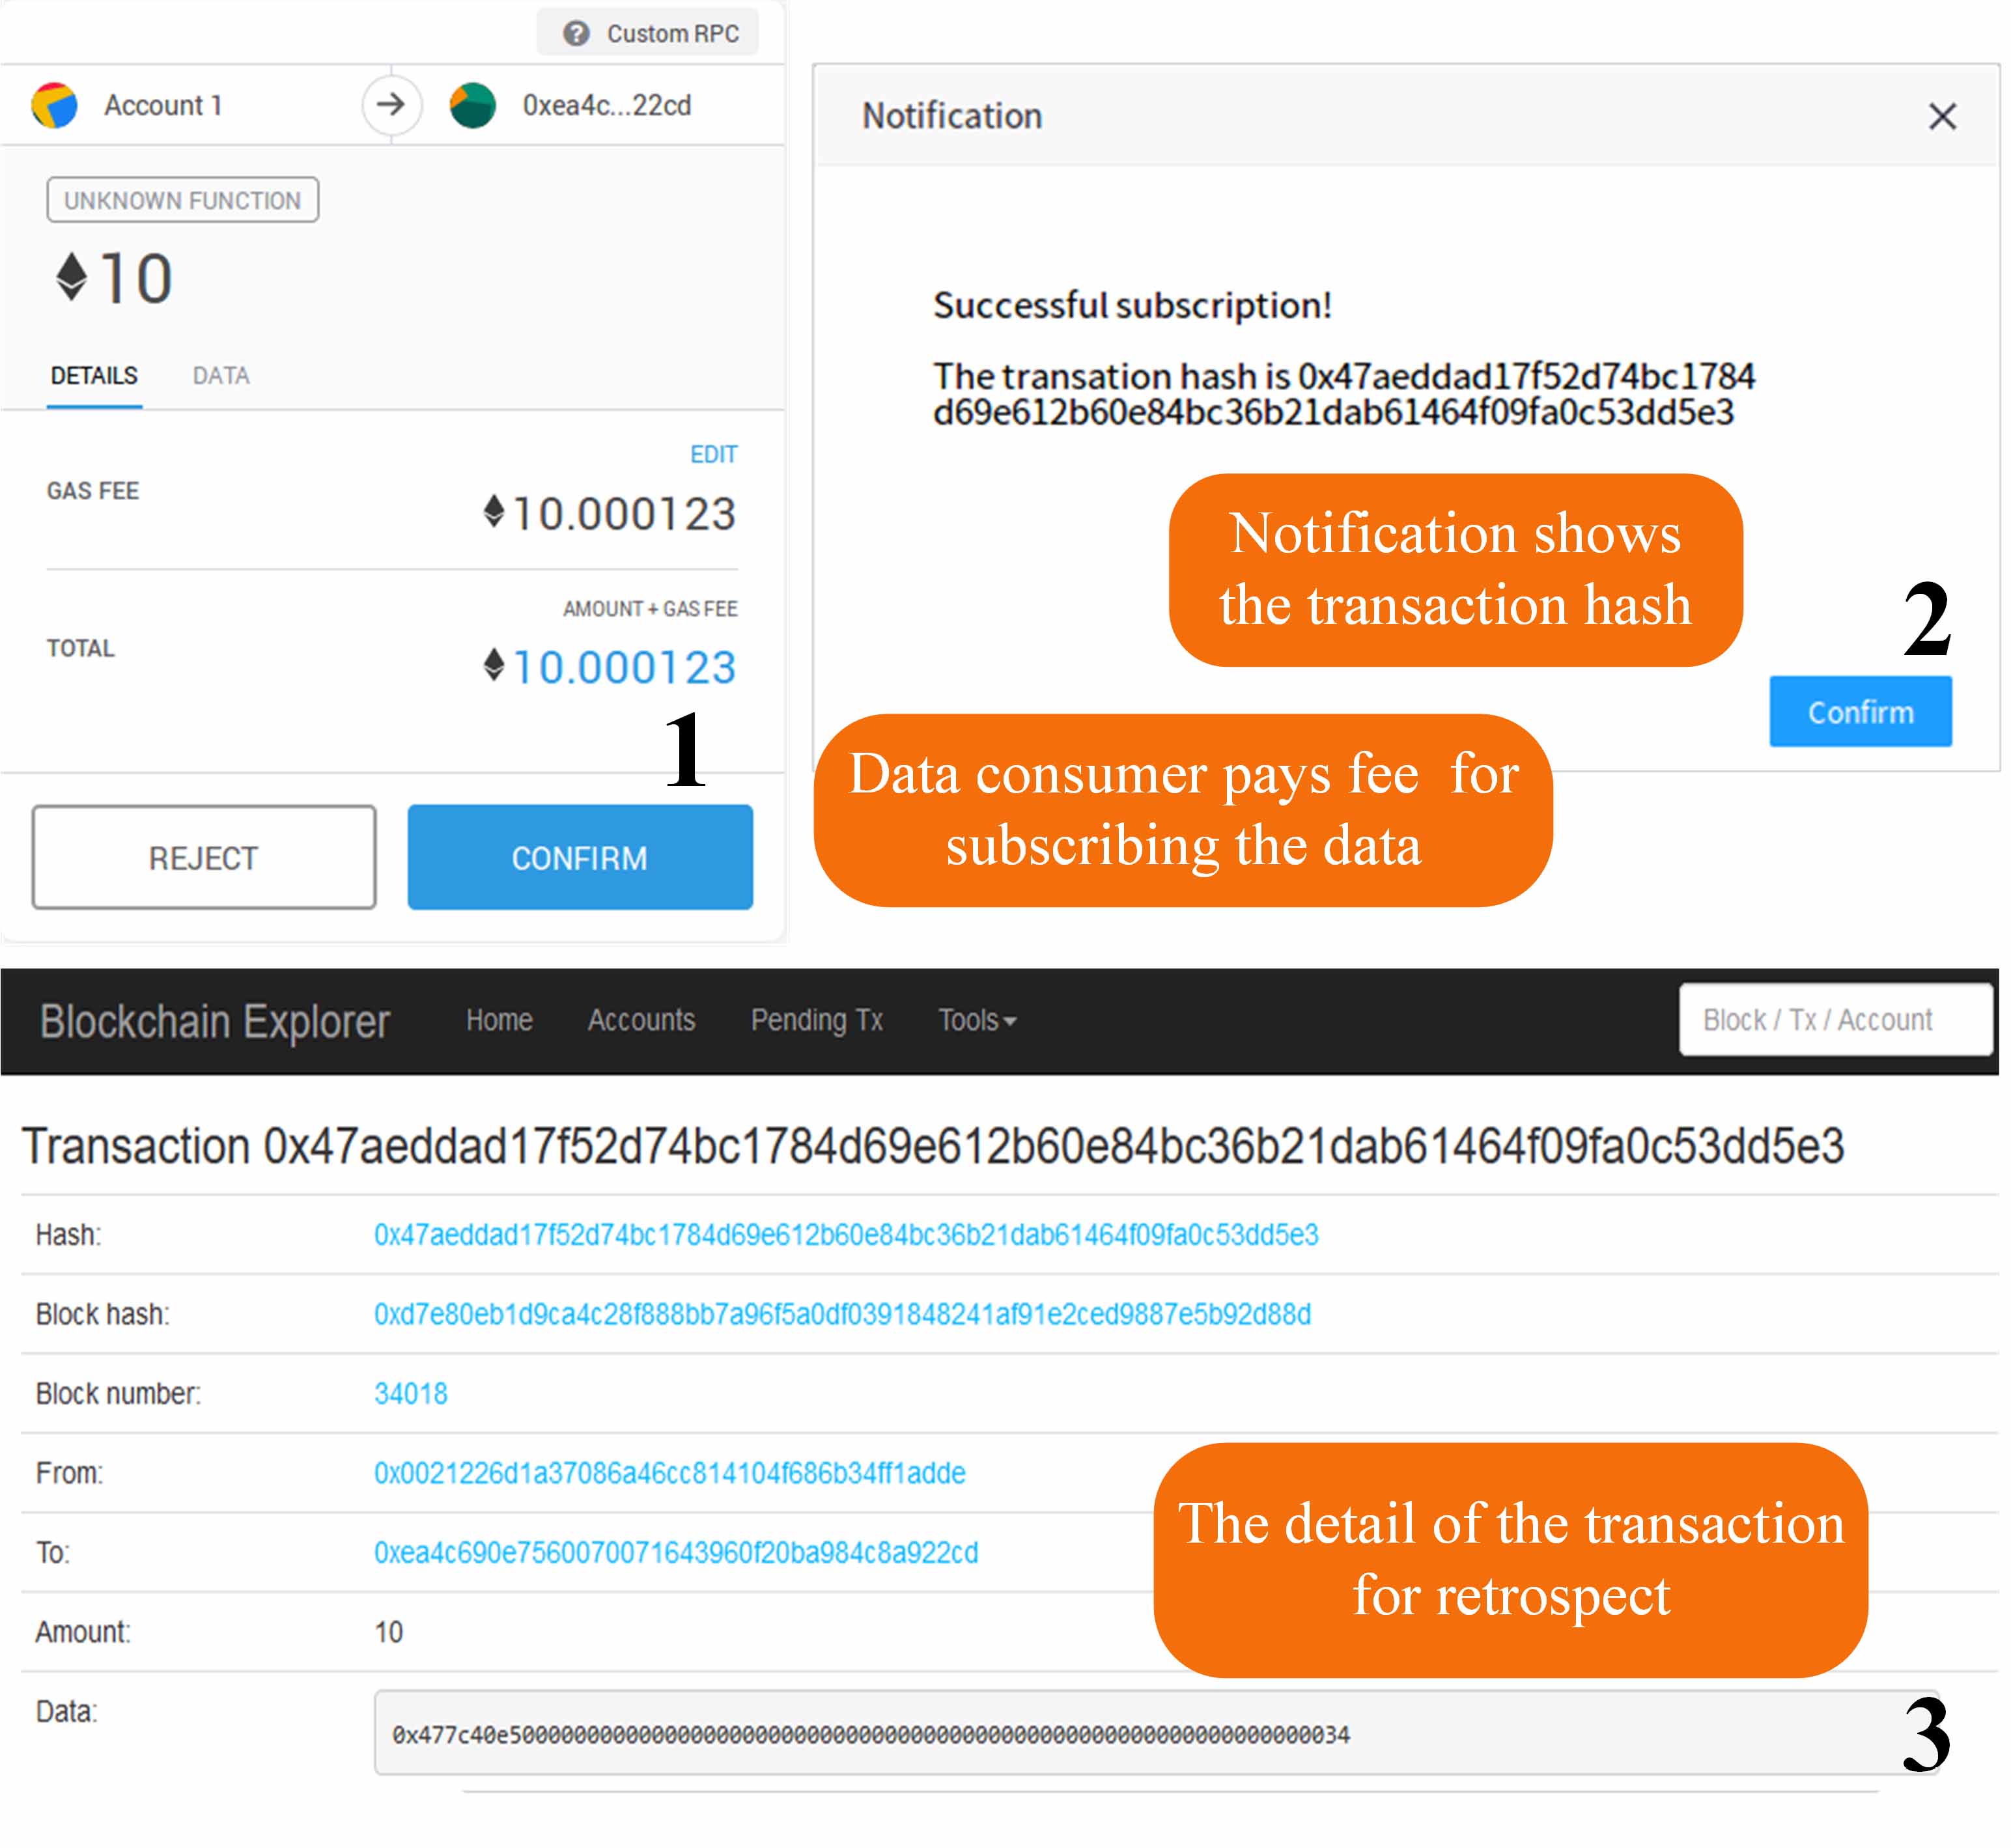 Custom RPC
Account 1
0xea4c...22cd
UNKNOWN FUNCTION
10
DETAILS DATA
EDIT
GAS FEE
10.000123
AMOUNT + GAS FEE
TOTAL
10.000123
1
REJECT
CONFIRM
Notification
Successful subscription!
The transation hash is 0x47aeddad17f52d74bc1784
d69e612b60e84bc36b21dab61464f09fa0c53dd5e3
Notification shows
the transaction hash
2
Confirm
Data consumer pays fee for
subscribing the data
Blockchain Explorer Home Accounts Pending Tx Tools Block / Tx / Account
Transaction 0x47aeddad17f52d74bc1784d69e612b60e84bc36b21dab61464f09fa0c53dd5e3
Hash: 0x47aeddad17f52d74bc1784d69e612b60e84bc36b21dab61464f09fa0c53dd5e3
Block hash: 0xd7e80eb1d9ca4c28f888bb7a96f5a0df0391848241af91e2ced9887e5b92d88d
Block number: 34018
From: 0x0021226d1a37086a46cc814104f686b34ff1adde
To: 0xea4c690e7560070071643960f20ba984c8a922cd
Amount: 10
The detail of the transaction
for retrospect
Data: 0x477c40e50000000000000000000000000000000000000000000000000000000000000034
3